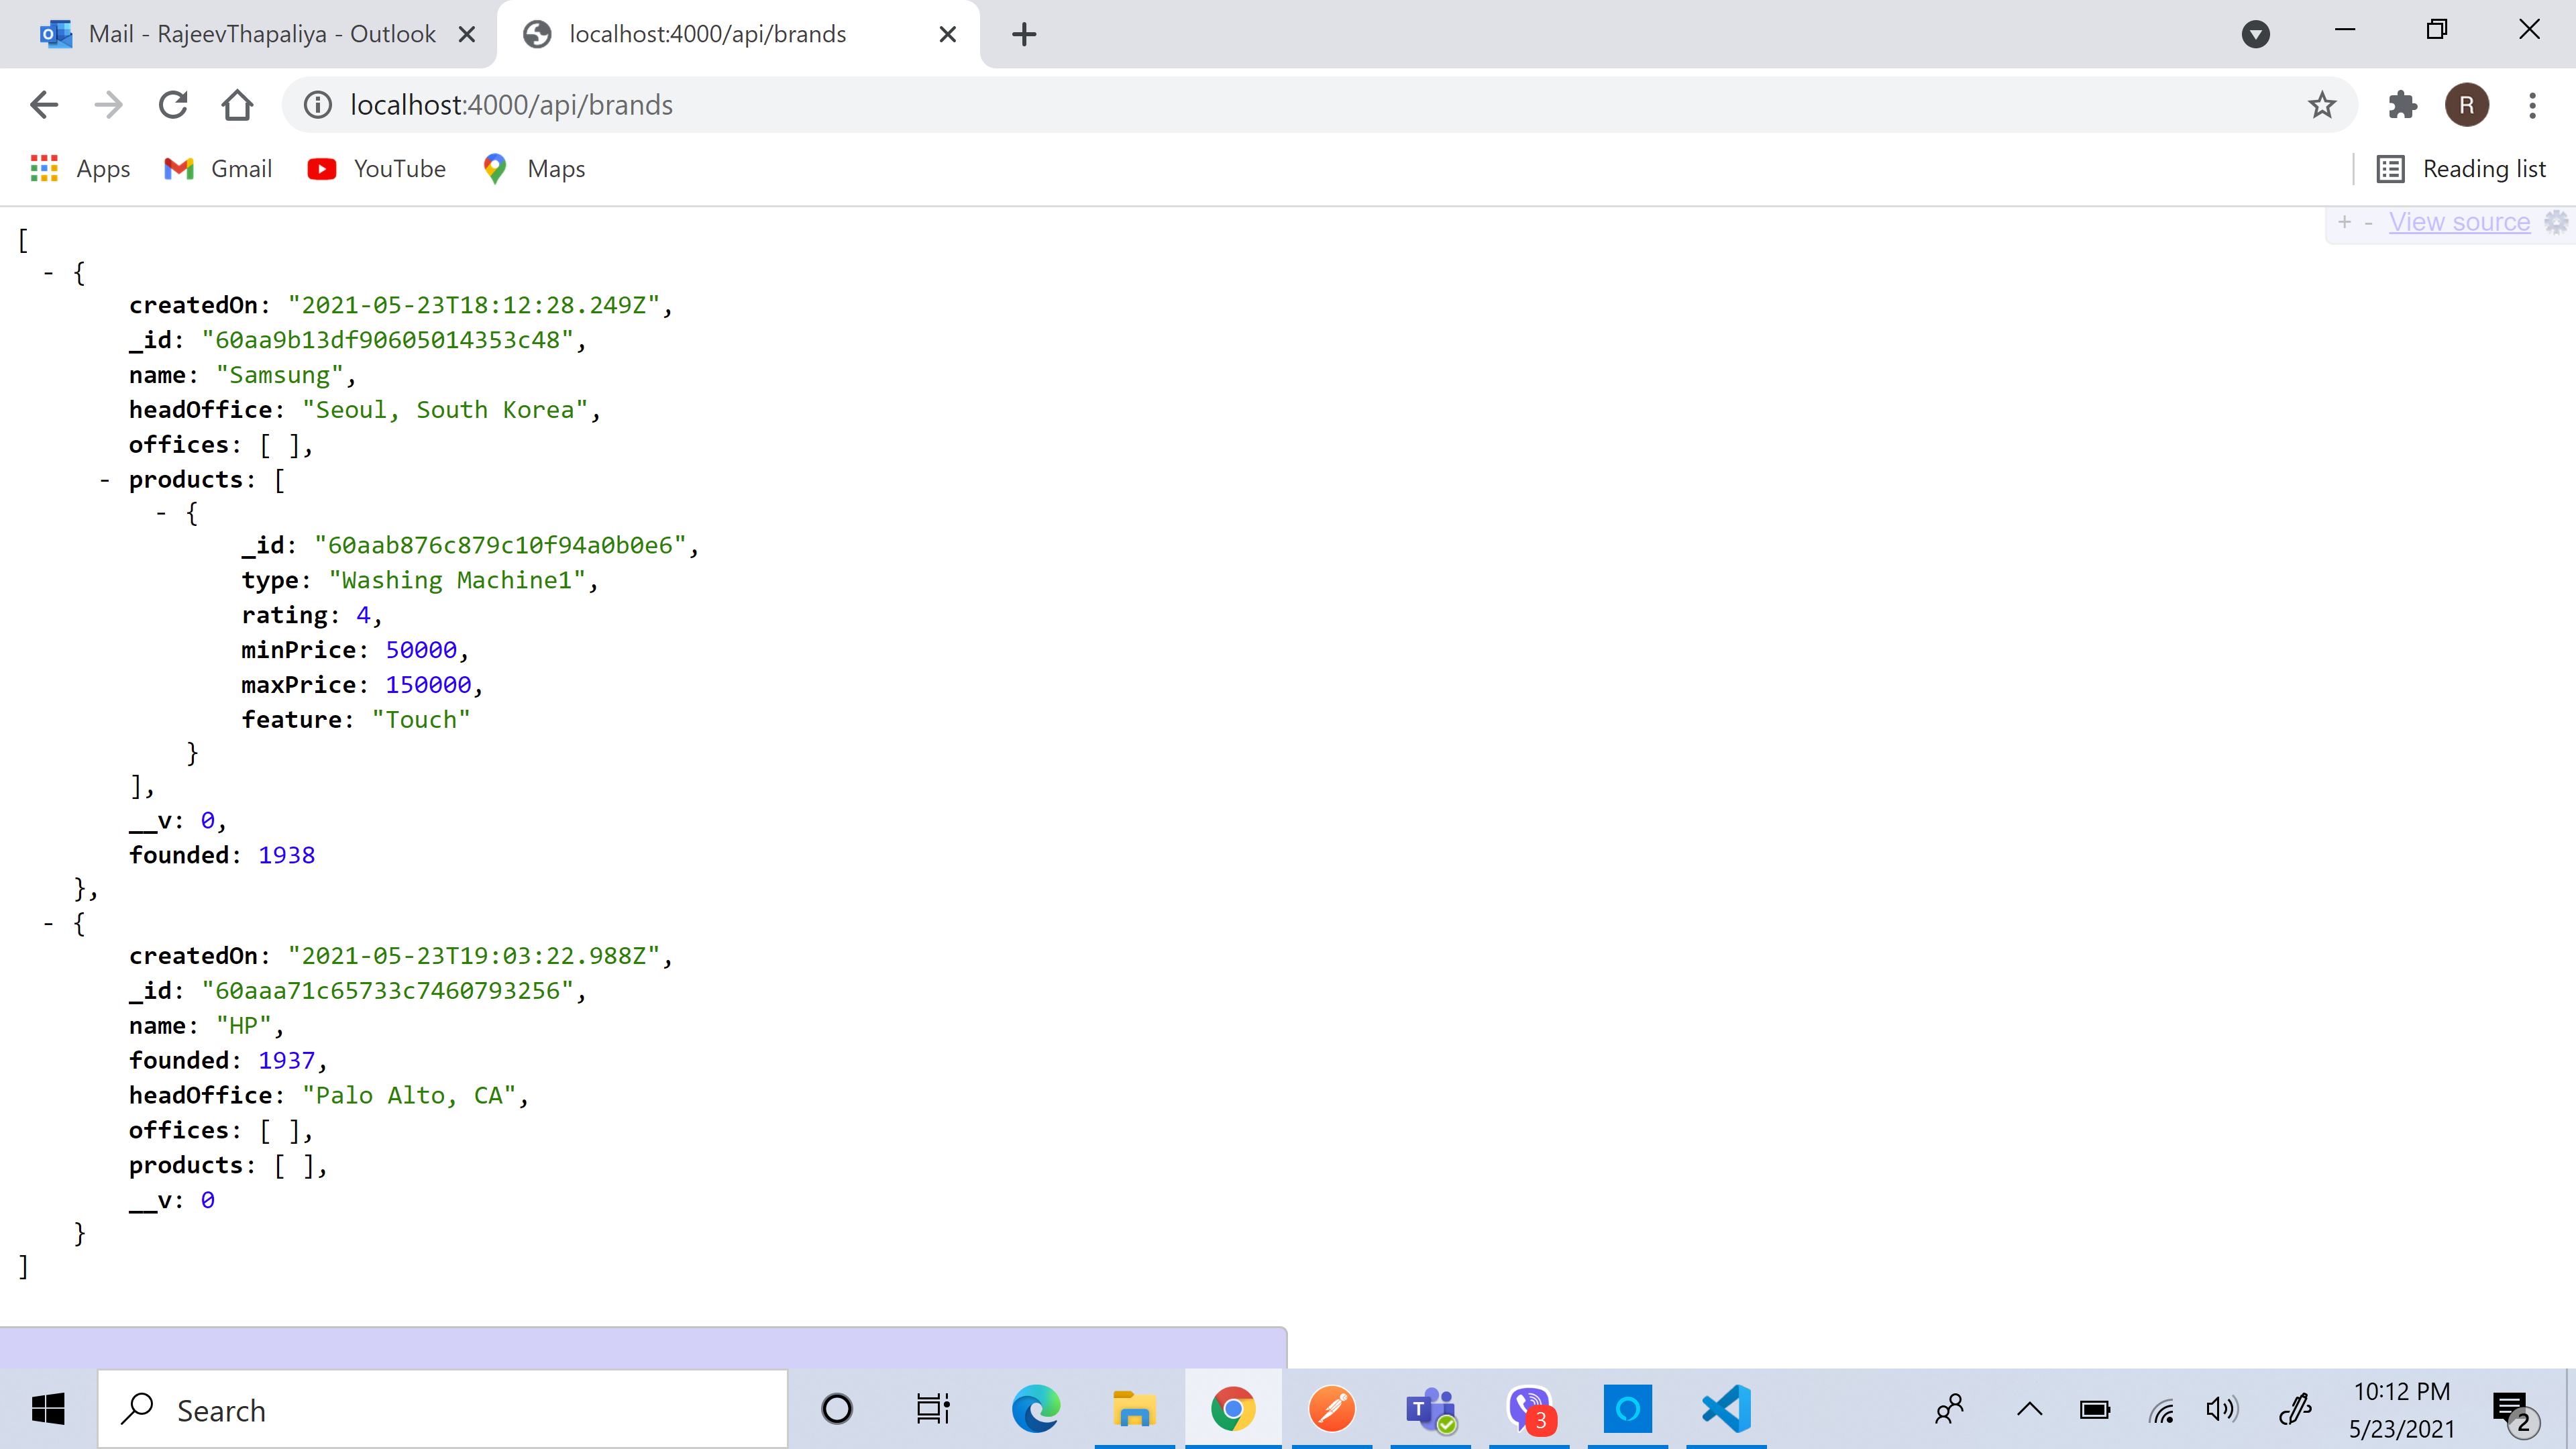 Mail - RajeevThapaliya - Outlook
localhost:4000/api/brands
localhost:4000/api/brands
R
Apps
Gmail
YouTube
Maps
Reading list
+ - View source
[
- {
createdOn: "2021-05-23T18:12:28.249Z",
_id: "60aa9b13df90605014353c48",
name: "Samsung",
headOffice: "Seoul, South Korea",
offices: [ ],
- products: [
- {
_id: "60aab876c879c10f94a0b0e6",
type: "Washing Machine1",
rating: 4,
minPrice: 50000,
maxPrice: 150000,
feature: "Touch"
}
],
__v: 0,
founded: 1938
},
- {
createdOn: "2021-05-23T19:03:22.988Z",
_id: "60aaa71c65733c7460793256",
name: "HP",
founded: 1937,
headOffice: "Palo Alto, CA",
offices: [ ],
products: [ ],
__v: 0
}
]
Search
T
3
10:12 PM
5/23/2021
2